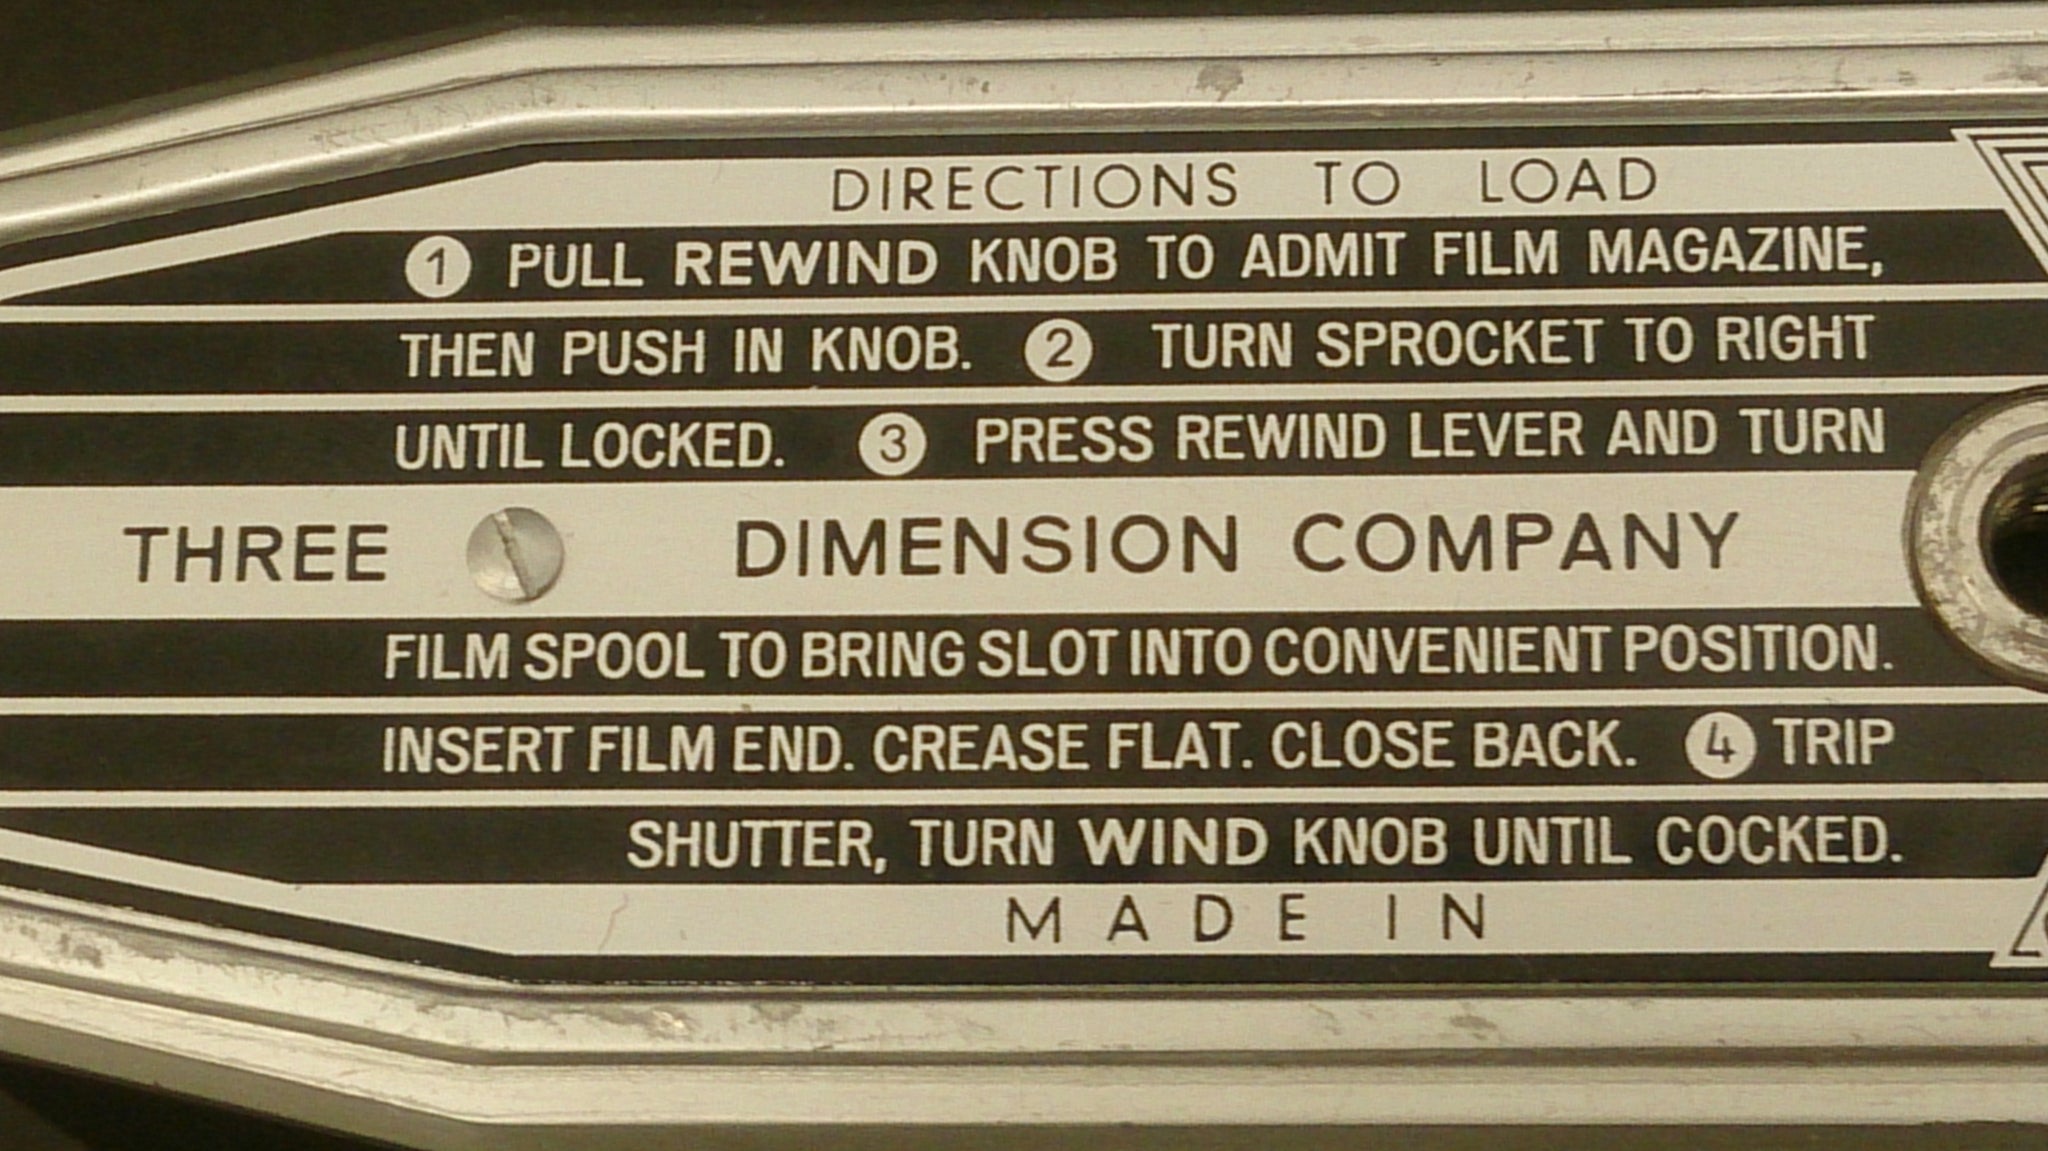 DIRECTIONS TO LOAD
1 PULL REWIND KNOB TO ADMIT FILM MAGAZINE,
THEN PUSH IN KNOB. 2 TURN SPROCKET TO RIGHT
UNTIL LOCKED. 3 PRESS REWIND LEVER AND TURN
THREE DIMENSION COMPANY
FILM SPOOL TO BRING SLOT INTO CONVENIENT POSITION.
INSERT FILM END. CREASE FLAT. CLOSE BACK. 4 TRIP
SHUTTER, TURN WIND KNOB UNTIL COCKED.
MADE IN